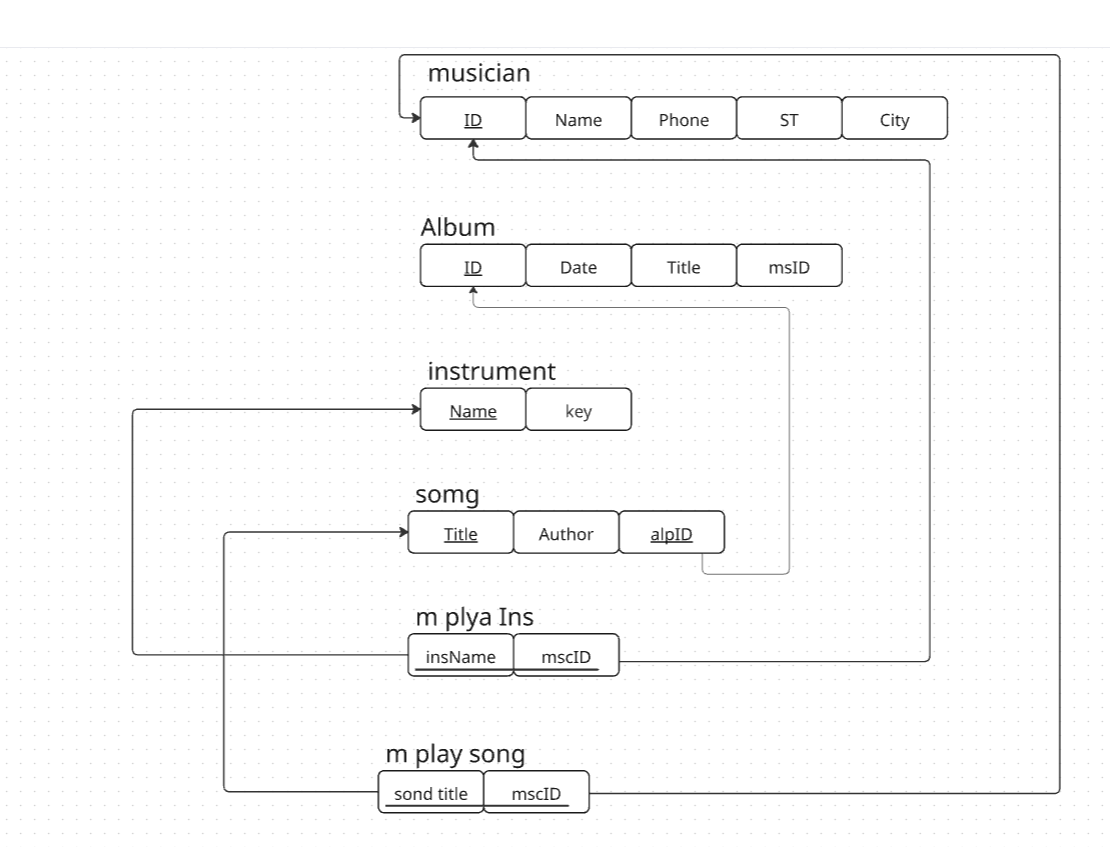 musician
ID Name Phone ST City
Album
ID Date Title msID
instrument
Name key
somg
Title Author alpID
m plya Ins
insName mscID
m play song
sond title mscID